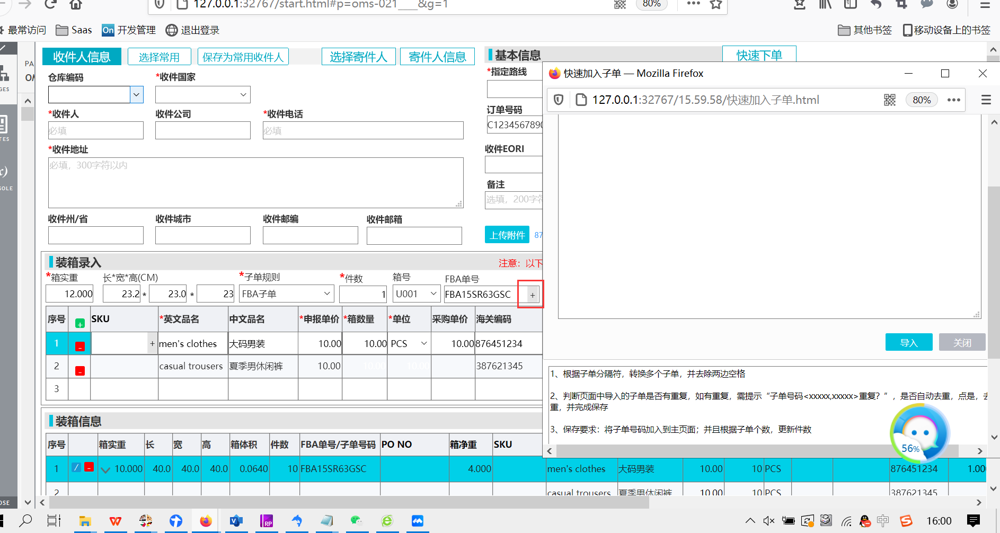 127.0.0.1:32767/start.html#p=oms-021____&g=1
80%
最常访问
Saas
On 开发管理
退出登录
其他书签
移动设备上的书签
收件人信息
选择常用
保存为常用收件人
选择寄件人
寄件人信息
基本信息
快速下单
PA
GES
仓库编码
*收件国家
*指定路线
*收件人
收件公司
*收件电话
订单号码
必填
必填
C1234567890
TES
*收件地址
收件EORI
必填，300字符以内
备注
选填，200字符
SOLE
收件州/省
收件城市
收件邮编
收件邮箱
上传附件
87
装箱录入
注意：以下
*箱实重
长*宽*高(CM)
*子单规则
*件数
箱号
FBA单号
12.000
23.2
*
23.0
*
23
FBA子单
1
U001
FBA15SR63GSC
+
序号
+
SKU
*英文品名
中文品名
*申报单价
*箱数量
*单位
采购单价
海关编码
1
-
+
men's clothes
大码男装
10.00
10.00
PCS
10.00
876451234
2
-
casual trousers
夏季男休闲裤
10.00
10.00
10.00
387621345
3
装箱信息
序号
箱实重
长
宽
高
箱体积
件数
FBA单号/子单号码
PO NO
箱净重
SKU
1
/
-
10.000
40.0
40.0
40.0
0.0640
10
FBA15SR63GSC
4.000
men's clothes
大码男装
10.00
10
PCS
876451234
1.00
2
casual trousers
夏季男休闲裤
10.00
10
PCS
387621345
OSE
快速加入子单 — Mozilla Firefox
127.0.0.1:32767/15.59.58/快速加入子单.html
80%
导入
关闭
1、根据子单分隔符，转换多个子单，并去除两边空格
2、判断页面中导入的子单是否有重复，如有重复，需提示“子单号码<xxxxx,xxxxx>重复？”，是否自动去重，点是，去
重，并完成保存
3、保存要求：将子单号码加入到主页面；并且根据子单个数，更新件数
56%
W
V
RP
中
S
16:00